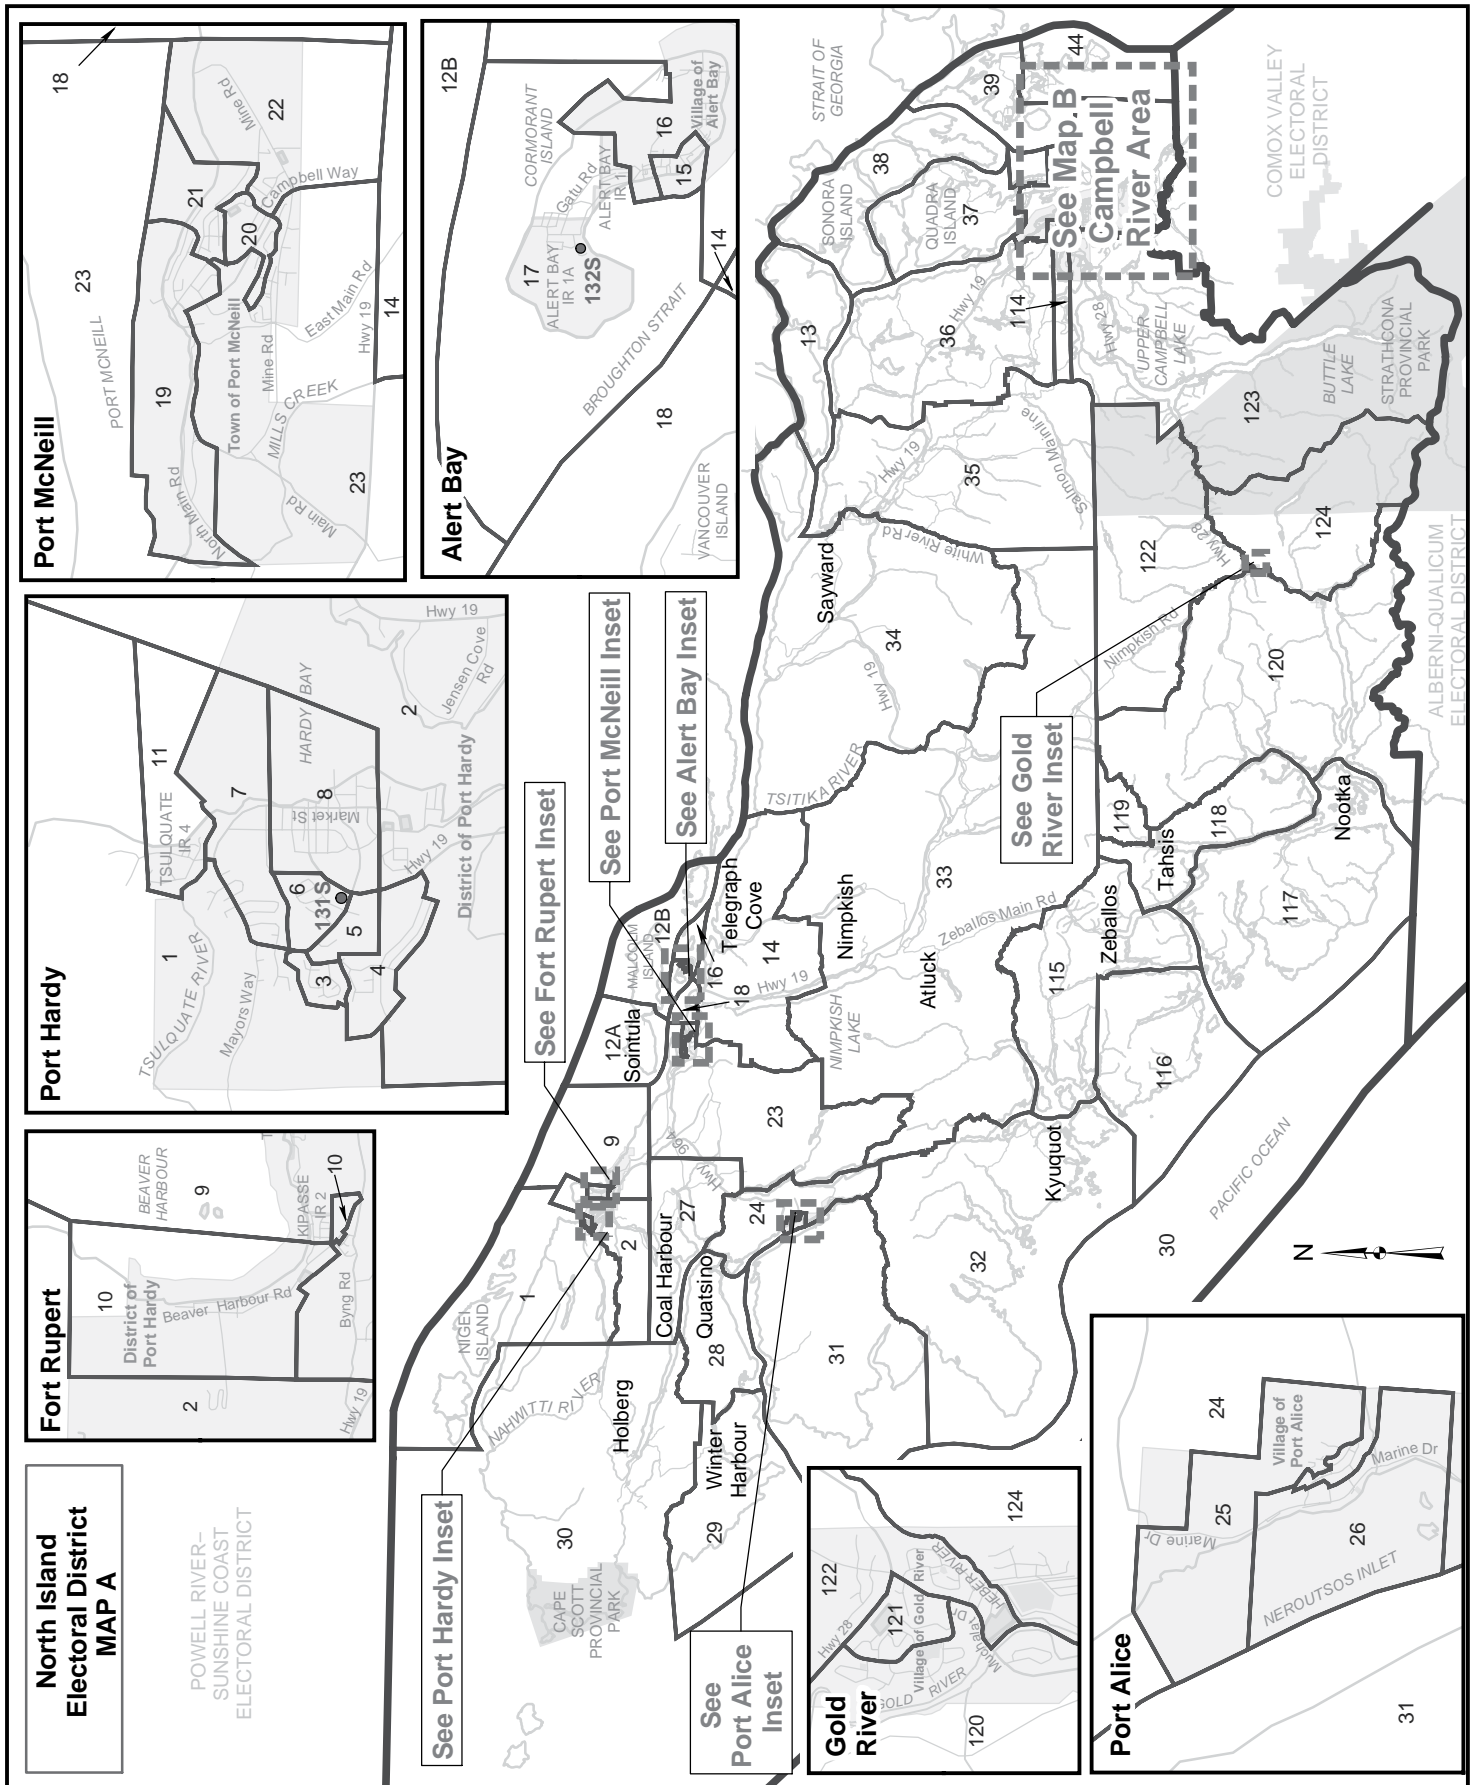 North Island
Electoral District
MAP A
POWELL RIVER–
SUNSHINE COAST
ELECTORAL DISTRICT
Fort Rupert
2
10
District of
Port Hardy
Beaver Harbour Rd
BEAVER
HARBOUR
9
KIPASSE
IR 2
10
Byng Rd
Hwy 19
Port Hardy
1
TSULQUATE RIVER
Mayors Way
TSULQUATE
IR 4
11
7
HARDY BAY
8
Market St
6
131S
5
3
4
Hwy 19
District of Port Hardy
2
Jensen Cove
Rd
Hwy 19
Port McNeill
18
23
PORT MCNEILL
19
North Main Rd
Town of Port McNeill
Mine Rd
MILLS CREEK
Main Rd
23
21
20
22
Mine Rd
Campbell Way
East Main Rd
Hwy 19
14
Alert Bay
12B
CORMORANT
ISLAND
Gatu Rd
17
ALERT BAY
IR 1A
132S
ALERT BAY
IR 1
16
15
Village of
Alert Bay
BROUGHTON STRAIT
14
18
VANCOUVER
ISLAND
See Port Hardy Inset
See Fort Rupert Inset
See Port McNeill Inset
See Alert Bay Inset
See
Port Alice
Inset
See Gold
River Inset
See Map B
Campbell
River Area
CAPE
SCOTT
PROVINCIAL
PARK
30
NIGEI
ISLAND
NAHWITTI RIVER
Holberg
1
2
9
12A
Sointula
MALCOLM
ISLAND
12B
16
18
Telegraph
Cove
14
Hwy 19
Coal Harbour
Quatsino
Winter
Harbour
29
28
27
24
Hwy 964
23
31
32
NIMPKISH
LAKE
Nimpkish
Atluck
33
Zeballos Main Rd
TSITIKA RIVER
Hwy 19
34
Sayward
White River Rd
35
Hwy 19
Salmon Mainline
13
36
Hwy 19
SONORA
ISLAND
38
QUADRA
ISLAND
37
39
44
STRAIT OF
GEORGIA
114
Hwy 28
UPPER
CAMPBELL
LAKE
COMOX VALLEY
ELECTORAL
DISTRICT
123
BUTTLE
LAKE
STRATHCONA
PROVINCIAL
PARK
122
Hwy 28
124
Nimpkish Rd
120
ALBERNI-QUALICUM
ELECTORAL DISTRICT
119
Tahsis
118
Nootka
Zeballos
117
115
116
Kyuquot
30
PACIFIC OCEAN
N
Gold
River
122
Hwy 28
121
Village of Gold River
HEBER RIVER
Muchalat Dr
GOLD RIVER
120
124
Port Alice
24
Village of
Port Alice
25
Marine Dr
Marine Dr
26
NEROUTSOS INLET
31